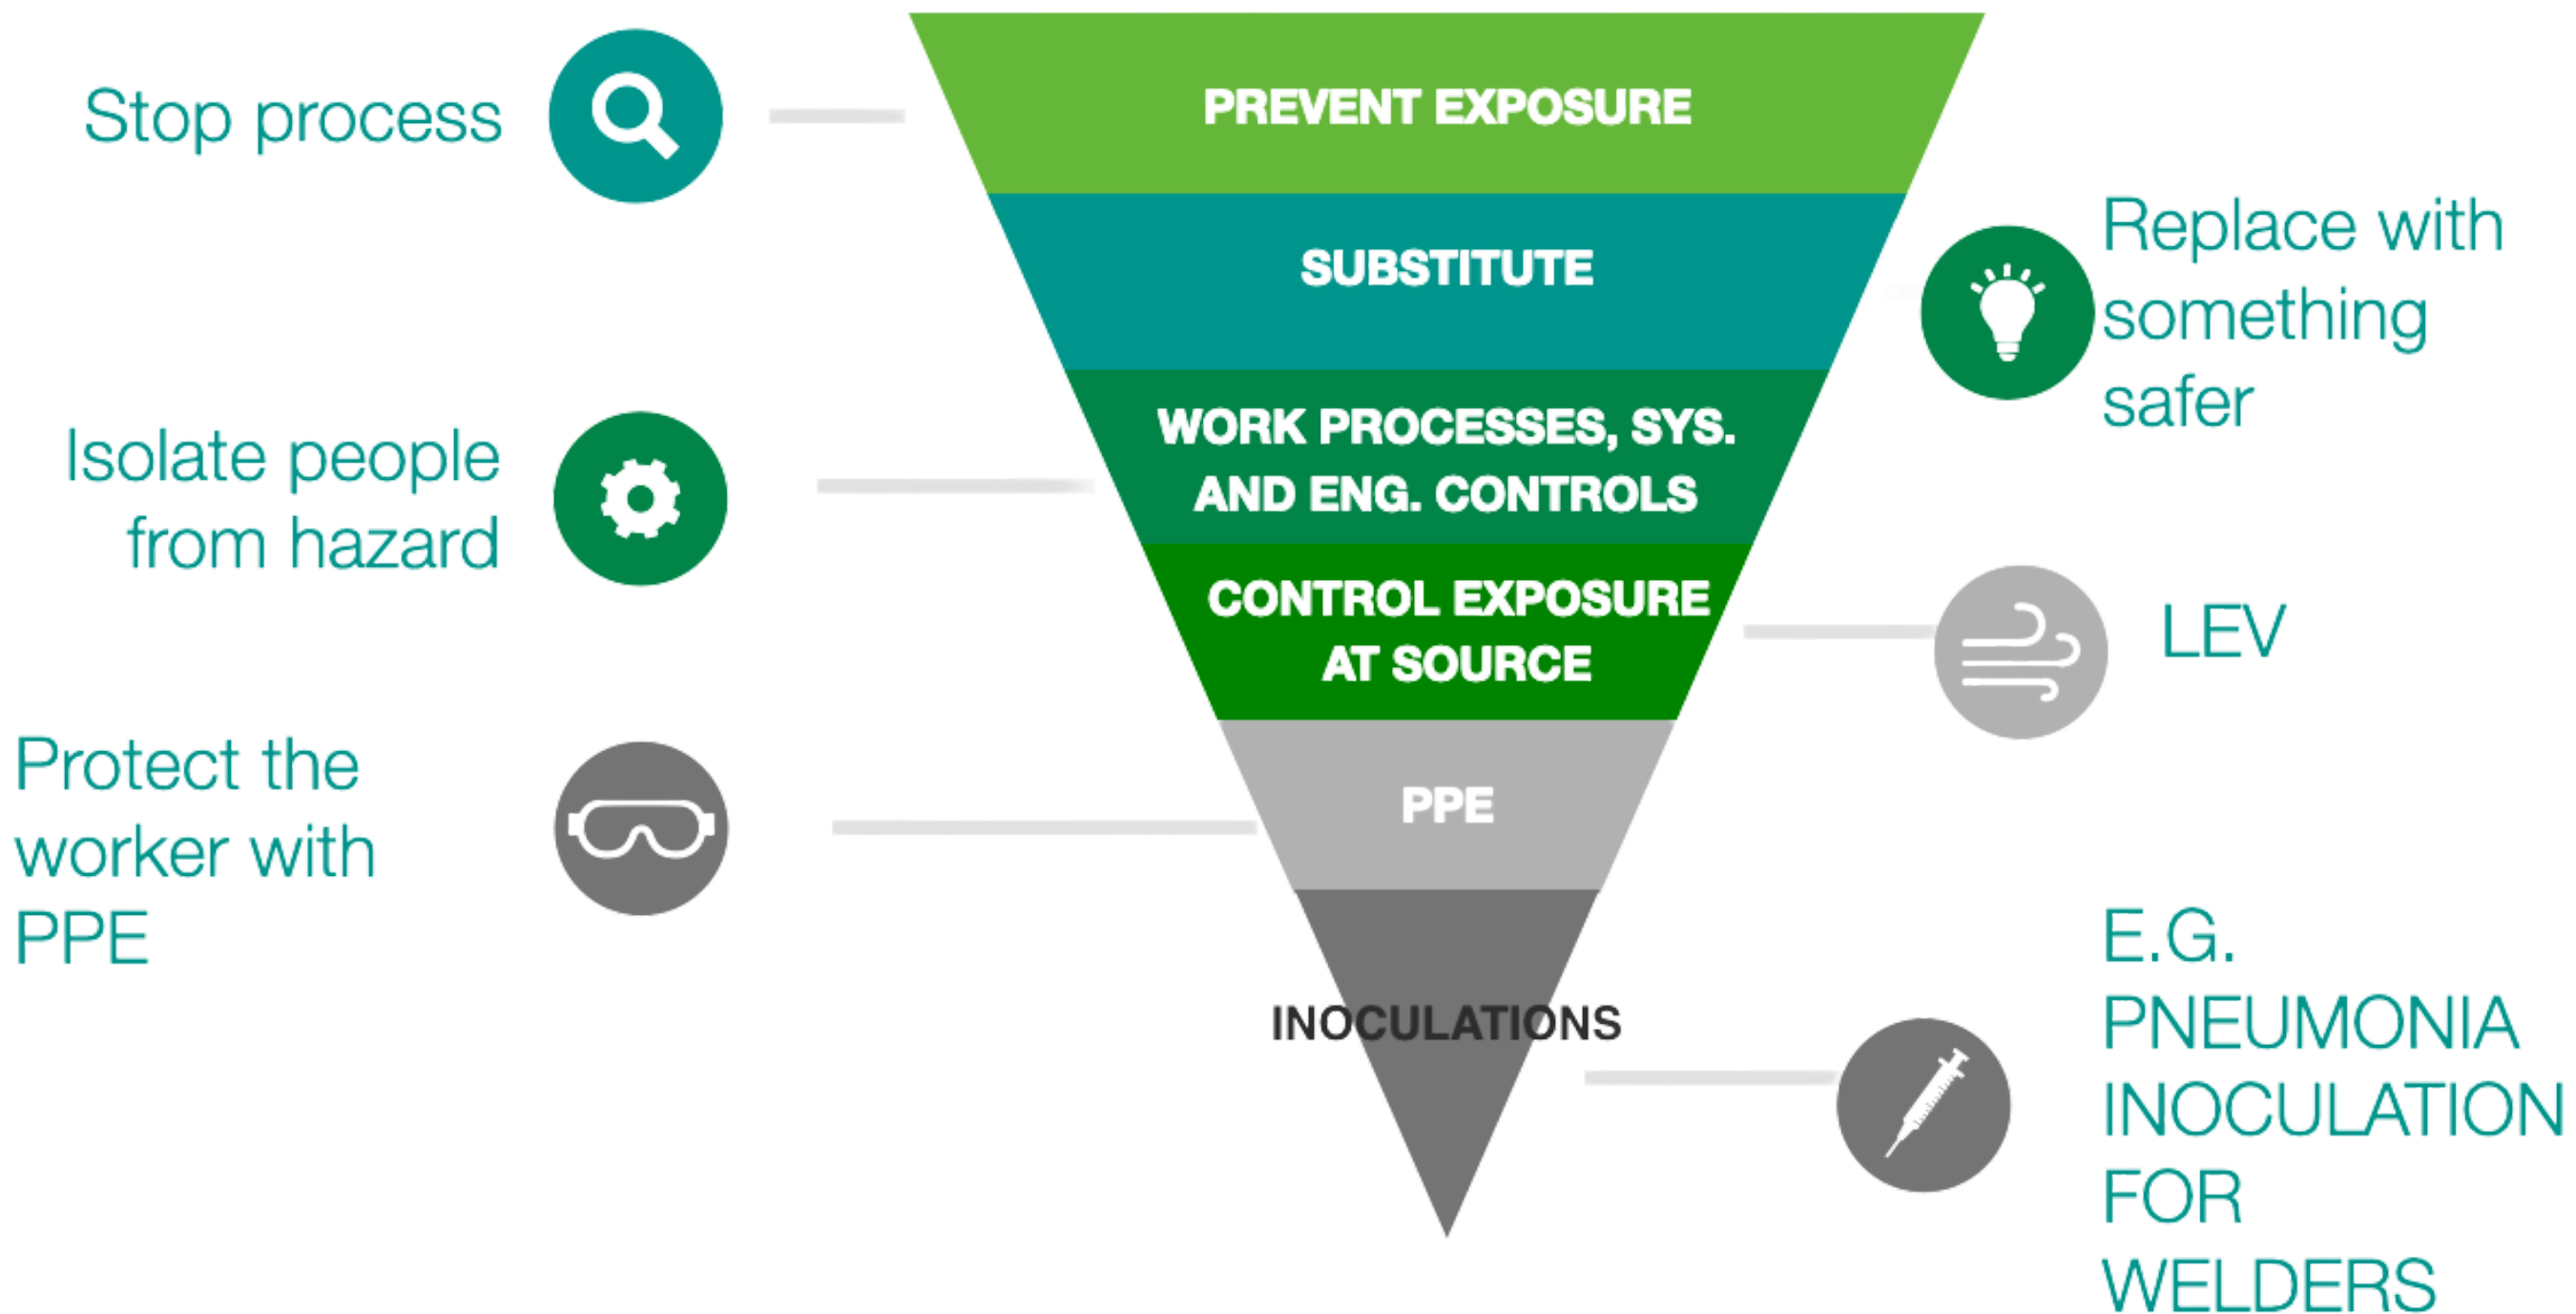 Stop process
PREVENT EXPOSURE
SUBSTITUTE
Replace with
something
safer
Isolate people
from hazard
WORK PROCESSES, SYS.
AND ENG. CONTROLS
CONTROL EXPOSURE
AT SOURCE
LEV
Protect the
worker with
PPE
PPE
INOCULATIONS
E.G.
PNEUMONIA
INOCULATION
FOR
WELDERS